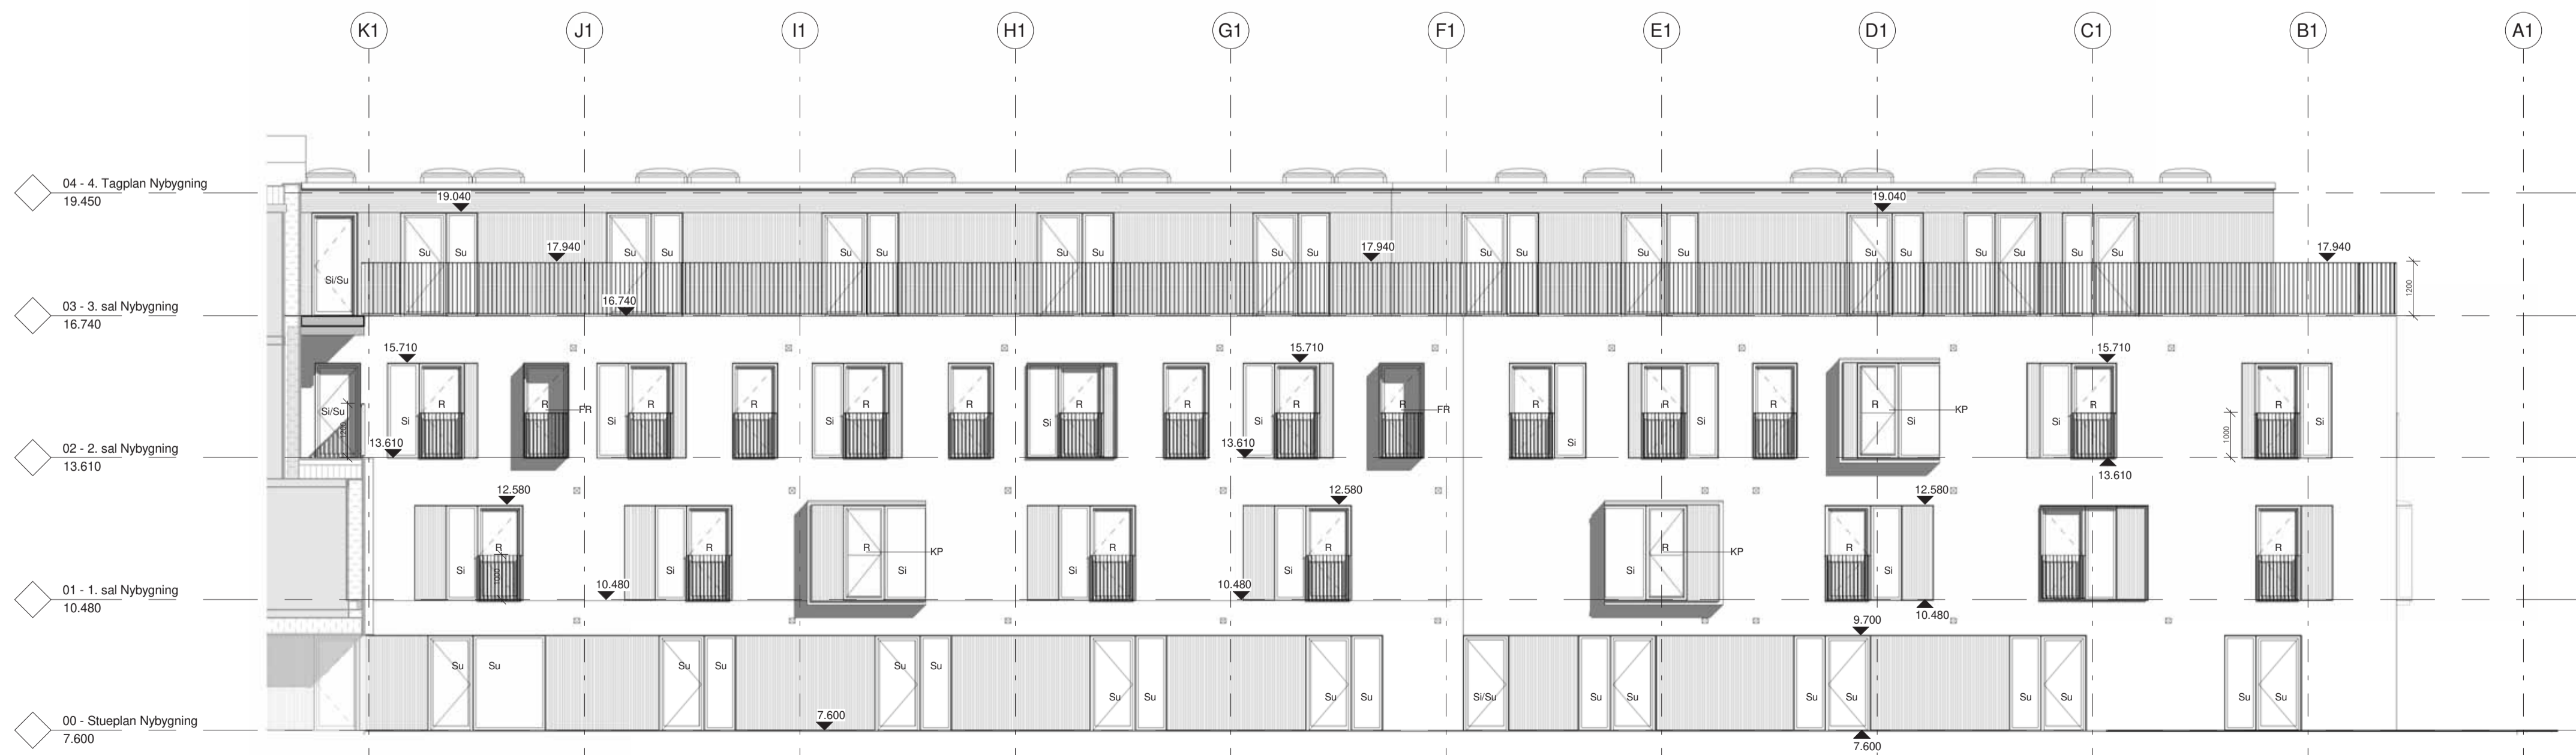 K1 J1 I1 H1 G1 F1 E1 D1 C1 B1 A1
04 - 4. Tagplan Nybygning
19.450
19.040 19.040
17.940 17.940 17.940
Su Su Su Su Su Su Su Su Su Su Su Su Su Su Su Su Su Su Su Su
Si/Su
1200
16.740
03 - 3. sal Nybygning
16.740
15.710 15.710 15.710
R R R R R R R R R R R R R R R R R
Si/Su FR FR KP
Si Si Si Si Si Si Si Si Si Si
1200 1000
13.610 13.610
02 - 2. sal Nybygning
13.610
13.610
12.580 12.580 12.580
R R R R R R R R
KP KP
Si Si Si Si Si Si Si
1000
10.480 10.480
01 - 1. sal Nybygning
10.480
10.480
9.700
Su Su Su Su Su Su
Su Su Su Su Si/Su Su Su Su Su Su Su Su Su
7.600
00 - Stueplan Nybygning
7.600
7.600